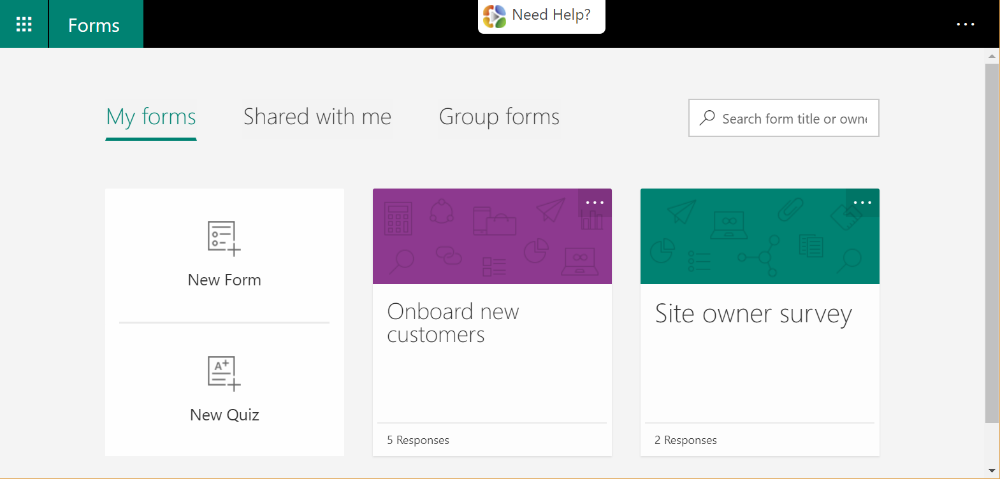 Forms
Need Help?
My forms
Shared with me
Group forms
Search form title or owne
New Form
A+
New Quiz
Onboard new
customers
5 Responses
Site owner survey
2 Responses